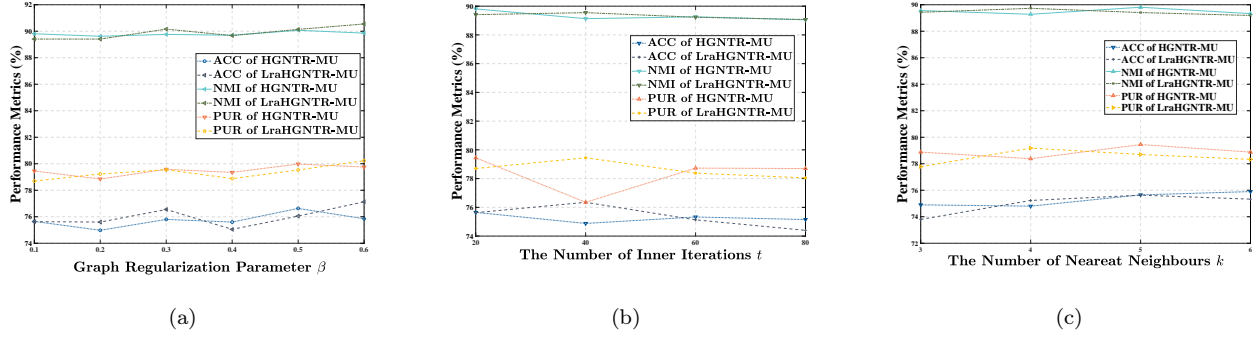 92
90
88
86
84
82
80
78
76
74
Performance Metrics (%)
ACC of HGNTR-MU
ACC of LraHGNTR-MU
NMI of HGNTR-MU
NMI of LraHGNTR-MU
PUR of HGNTR-MU
PUR of LraHGNTR-MU
0.1 0.2 0.3 0.4 0.5 0.6
Graph Regularization Parameter β
(a)
90
88
86
84
82
80
78
76
74
Performance Metrics (%)
ACC of HGNTR-MU
ACC of LraHGNTR-MU
NMI of HGNTR-MU
NMI of LraHGNTR-MU
PUR of HGNTR-MU
PUR of LraHGNTR-MU
20 40 60 80
The Number of Inner Iterations t
(b)
90
88
86
84
82
80
78
76
74
72
Performance Metrics (%)
ACC of HGNTR-MU
ACC of LraHGNTR-MU
NMI of HGNTR-MU
NMI of LraHGNTR-MU
PUR of HGNTR-MU
PUR of LraHGNTR-MU
3 4 5 6
The Number of Neareat Neighbours k
(c)